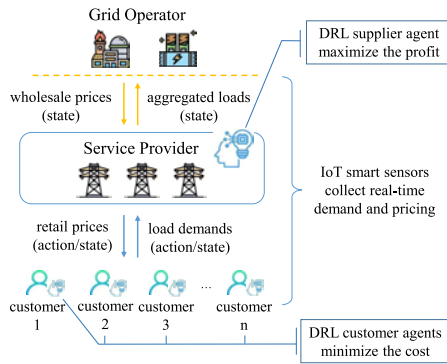 Grid Operator
DRL supplier agent
maximize the profit
wholesale prices
(state)
aggregated loads
(state)
Service Provider
IoT smart sensors
collect real-time
demand and pricing
retail prices
(action/state)
load demands
(action/state)
...
customer
1
customer
2
customer
3
customer
n
DRL customer agents
minimize the cost